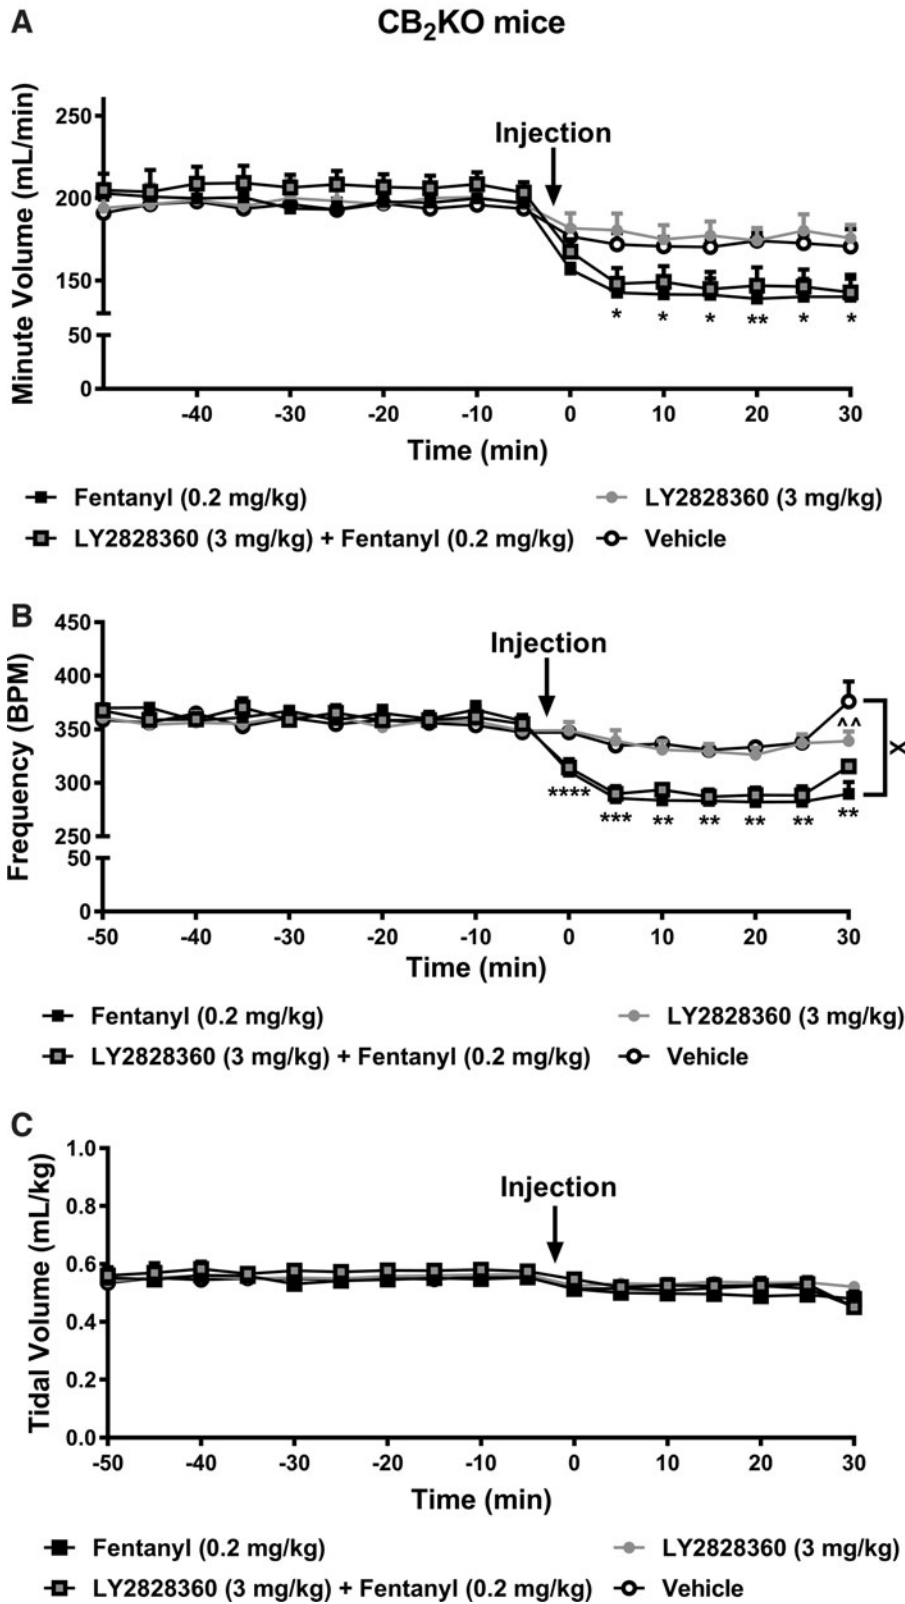 A
CB₂KO mice
Minute Volume (mL/min)
250
200
150
50
0
Injection
* * * ** * *
-40 -30 -20 -10 0 10 20 30
Time (min)
Fentanyl (0.2 mg/kg) LY2828360 (3 mg/kg)
LY2828360 (3 mg/kg) + Fentanyl (0.2 mg/kg) Vehicle
B
Frequency (BPM)
450
400
350
300
250
50
0
Injection
^^
X
**** *** ** ** ** ** **
-50 -40 -30 -20 -10 0 10 20 30
Time (min)
Fentanyl (0.2 mg/kg) LY2828360 (3 mg/kg)
LY2828360 (3 mg/kg) + Fentanyl (0.2 mg/kg) Vehicle
C
Tidal Volume (mL/kg)
1.0
0.8
0.6
0.4
0.2
0.0
Injection
-50 -40 -30 -20 -10 0 10 20 30
Time (min)
Fentanyl (0.2 mg/kg) LY2828360 (3 mg/kg)
LY2828360 (3 mg/kg) + Fentanyl (0.2 mg/kg) Vehicle